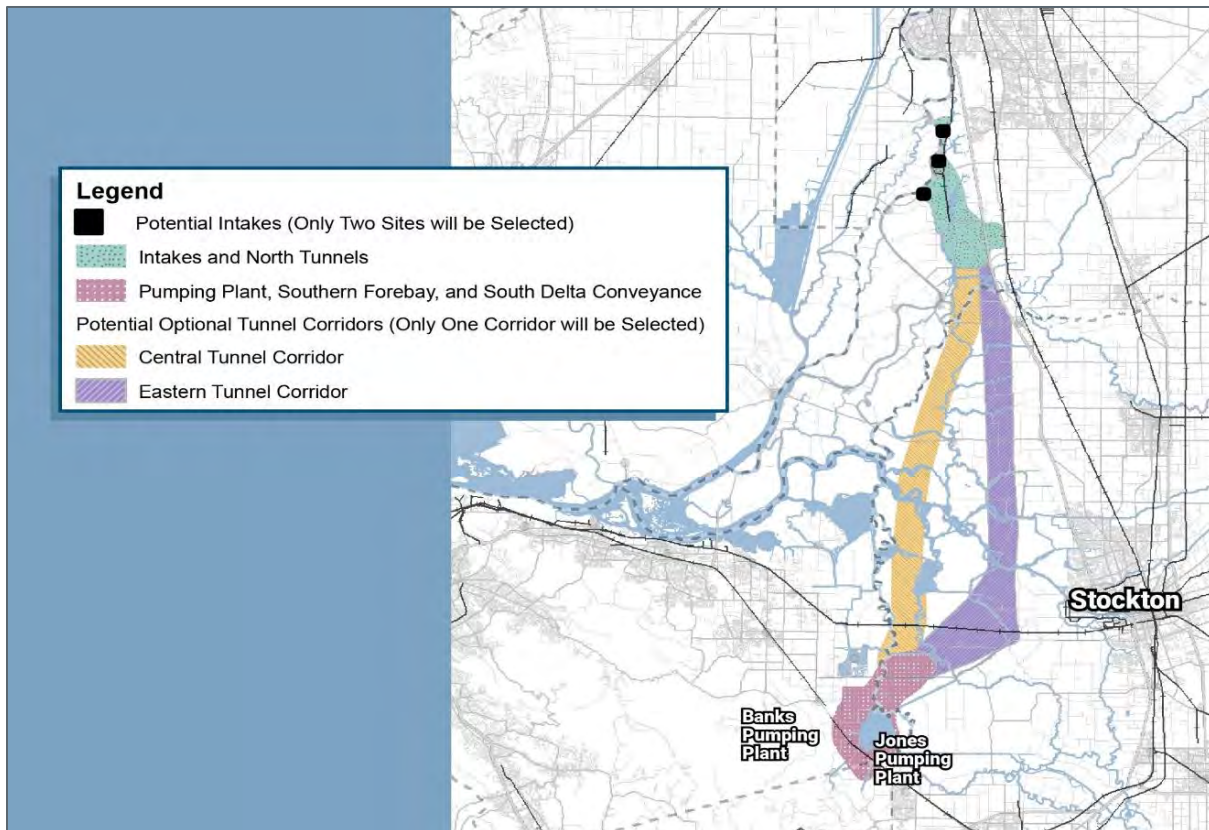 Legend
Potential Intakes (Only Two Sites will be Selected)
Intakes and North Tunnels
Pumping Plant, Southern Forebay, and South Delta Conveyance
Potential Optional Tunnel Corridors (Only One Corridor will be Selected)
Central Tunnel Corridor
Eastern Tunnel Corridor
Stockton
Banks
Pumping
Plant
Jones
Pumping
Plant